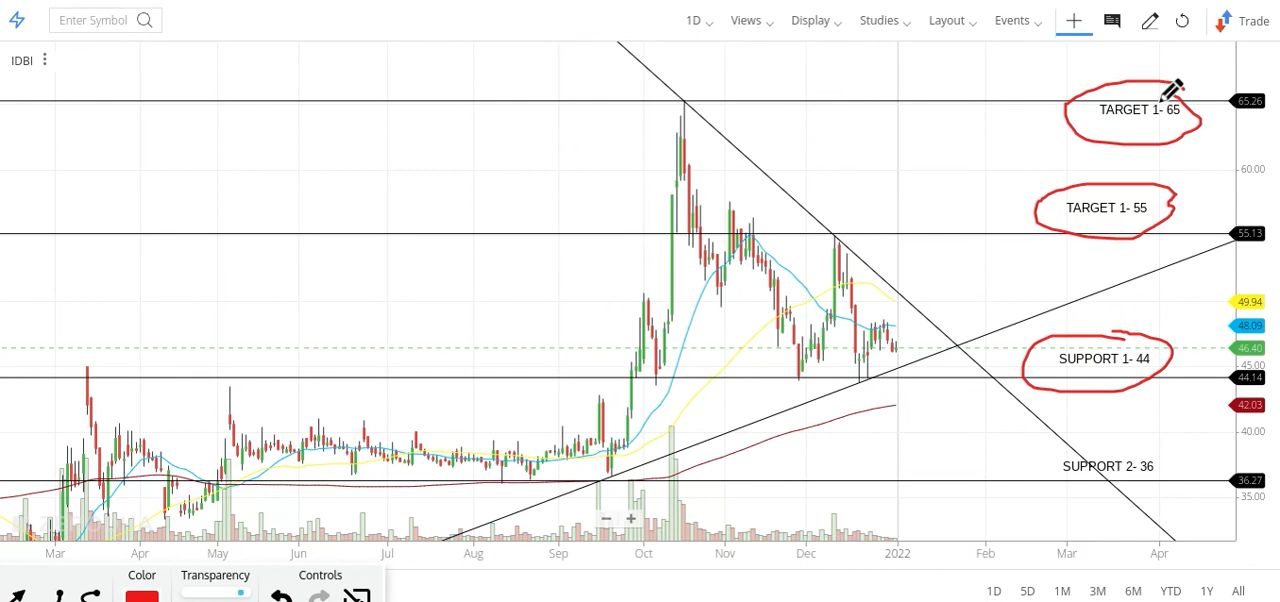 Enter Symbol
1D Views Display Studies Layout Events Trade
IDBI
65.26
TARGET 1- 65
60.00
TARGET 1- 55
55.13
49.94
48.09
46.40
SUPPORT 1- 44
45.00
44.14
42.03
40.00
SUPPORT 2- 36
36.27
35.00
Mar Apr May Jun Jul Aug Sep Oct Nov Dec 2022 Feb Mar Apr
Color Transparency Controls
1D 5D 1M 3M 6M YTD 1Y All